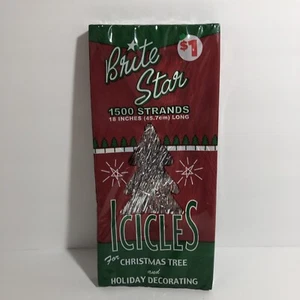 $1
Brite
Star
1500 STRANDS
18 INCHES (45.7cm) LONG
ICICLES
For CHRISTMAS TREE
and
HOLIDAY DECORATING